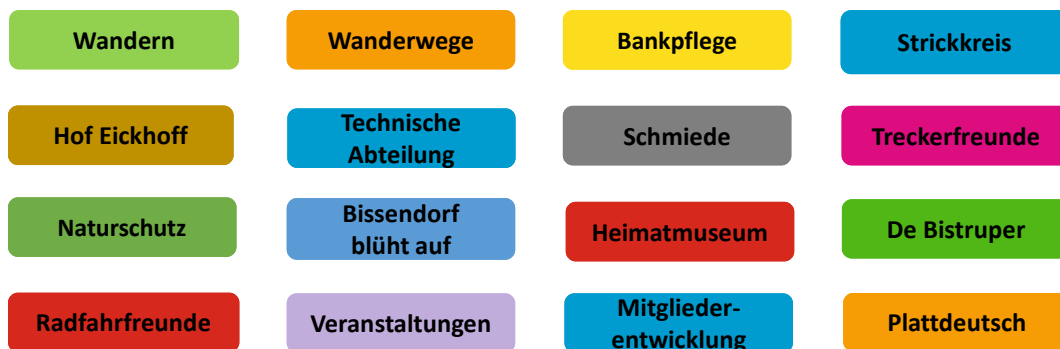 Wandern
Wanderwege
Bankpflege
Strickkreis
Hof Eickhoff
Technische
Abteilung
Schmiede
Treckerfreunde
Naturschutz
Bissendorf
blüht auf
Heimatmuseum
De Bistruper
Radfahrfreunde
Veranstaltungen
Mitglieder-
entwicklung
Plattdeutsch